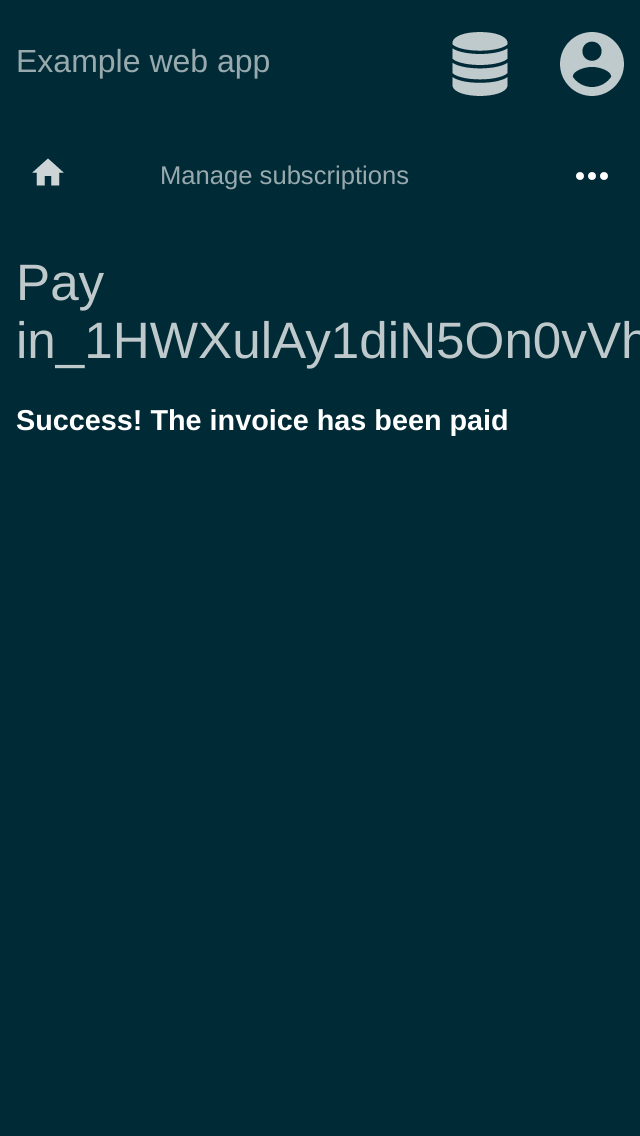 Example web app
Manage subscriptions
Pay
in_1HWXulAy1diN5On0vVh
Success! The invoice has been paid